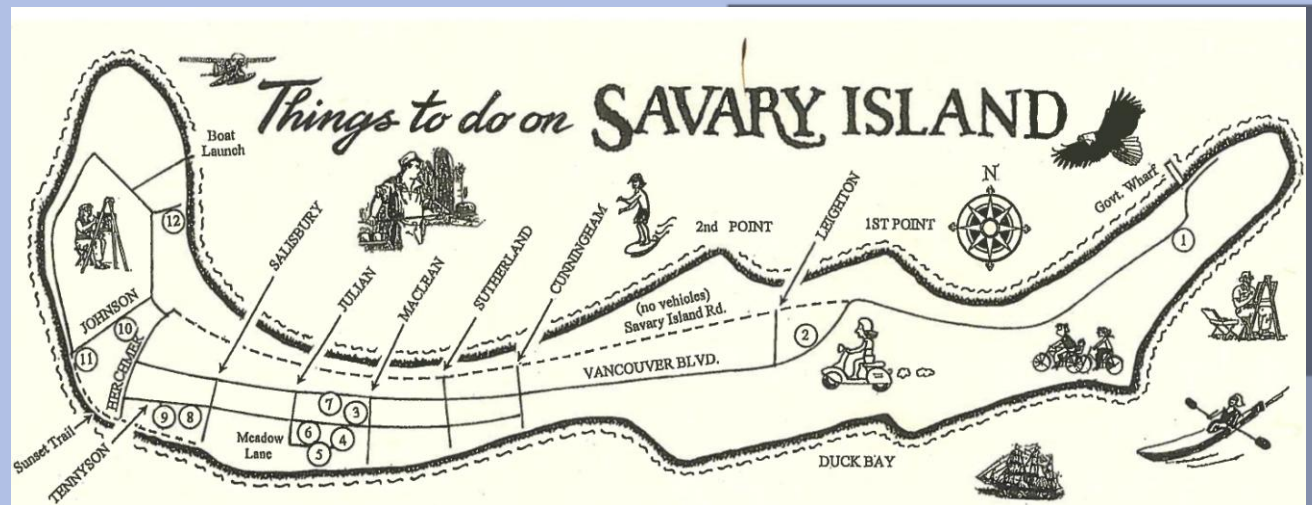 Things to do on SAVARY ISLAND
Boat
Launch
12
SALISBURY
JULIAN
MACLEAN
SUTHERLAND
CUNNINGHAM
2nd POINT
LEIGHTON
1ST POINT
N
Govt. Wharf
1
(no vehicles)
Savary Island Rd.
2
VANCOUVER BLVD.
JOHNSON
10
11
HERCHMER
7
3
9
8
6
4
5
Meadow
Lane
Sunset Trail
TENNYSON
DUCK BAY